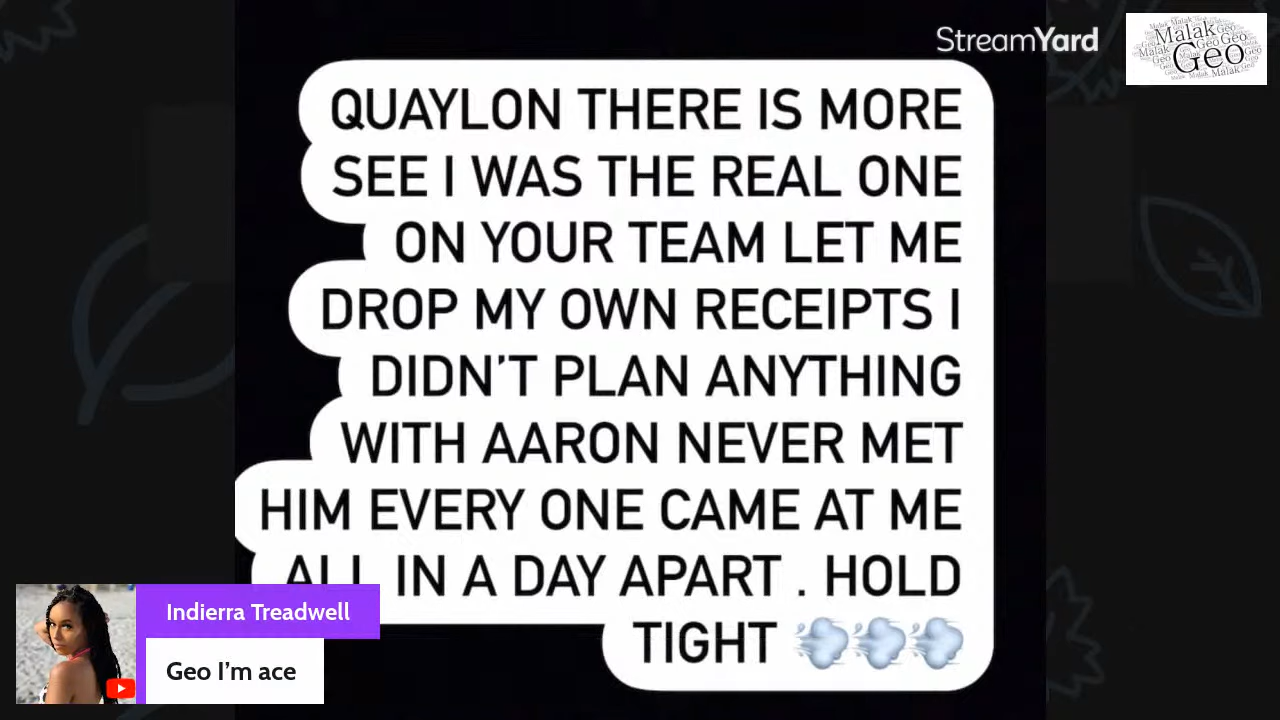 StreamYard
Malak
Geo
QUAYLON THERE IS MORE
SEE I WAS THE REAL ONE
ON YOUR TEAM LET ME
DROP MY OWN RECEIPTS I
DIDN'T PLAN ANYTHING
WITH AARON NEVER MET
HIM EVERY ONE CAME AT ME
ALL IN A DAY APART . HOLD
TIGHT 💨💨💨
Indierra Treadwell
Geo I'm ace